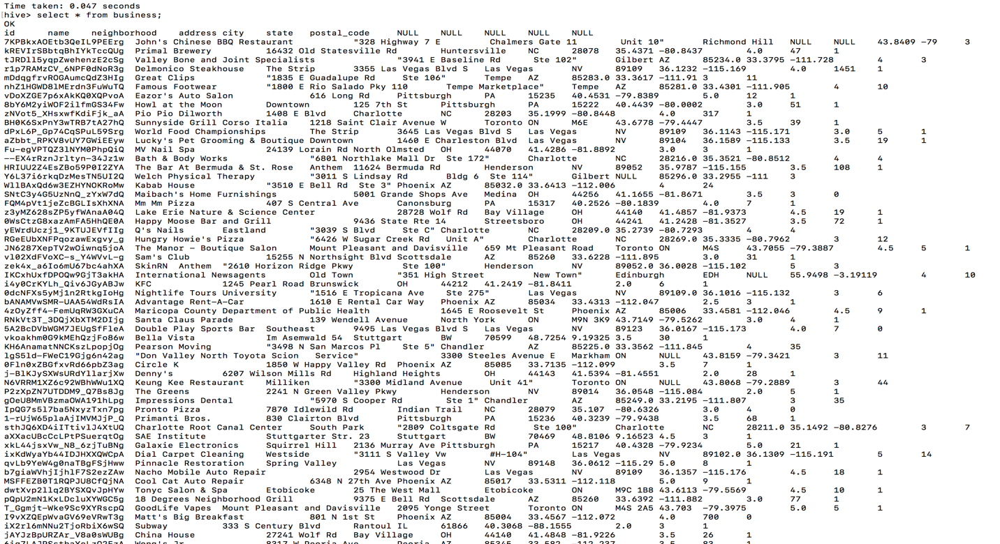 Time taken: 0.047 seconds
hive> select * from business;
OK
id name neighborhood address city state postal_code NULL NULL NULL NULL NULL
7KPBkxAOEtb3QeIL9PEErg John's Chinese BBQ Restaurant "328 Highway 7 E Chalmers Gate 11 Unit 10" Richmond Hill NULL NULL 43.8409 -79 3
kREVIrSBbtqBhIYkTccQUg Primal Brewery 16432 Old Statesville Rd Huntersville NC 28078 35.4371 -80.8437 4.0 47 1
tJRDll5yqpZwehenzE2cSg Valley Bone and Joint Specialists "3941 E Baseline Rd Ste 102" Gilbert AZ 85234.0 33.3795 -111.728 4 3
r1p7RAMzCV_6NPF0dNoR3g Delmonico Steakhouse The Strip 3355 Las Vegas Blvd S Las Vegas NV 89109 36.1232 -115.169 4.0 1451 1
mDdqgfrvROGAumcQdZ3HIg Great Clips "1835 E Guadalupe Rd Ste 106" Tempe AZ 85283.0 33.3617 -111.91 3 11
nhZ1HGWD8lMErdn3FuWuTQ Famous Footwear "1800 E Rio Salado Pky 110 Tempe Marketplace" Tempe AZ 85281.0 33.4301 -111.905 4 10
vDoXZGE7p6xAkKQ0XQPvoA Eazor's Auto Salon 616 Long Rd Pittsburgh PA 15235 40.4531 -79.8389 5.0 12 1
8bY6M2yiWOF2ilfmGS34Fw Howl at the Moon Downtown 125 7th St Pittsburgh PA 15222 40.4439 -80.0002 3.0 51 1
zNVot5_XHsxwfKdiFjk_aA Pio Pio Dilworth 1408 E Blvd Charlotte NC 28203 35.1999 -80.8448 4.0 317 1
BH0K6SxPnY3wTRB7tA27hQ Sunnyside Grill Corso Italia 1218 Saint Clair Avenue W Toronto ON M6E 43.6778 -79.4447 3.5 39 1
dPxL6P_Gp74CqSPuL59Srg World Food Championships The Strip 3645 Las Vegas Blvd S Las Vegas NV 89109 36.1143 -115.171 3.0 5 1
aZbbt_RPKV8vUY7GWiEEyw Lucky's Pet Grooming & Boutique Downtown 1460 E Charleston Blvd Las Vegas NV 89104 36.1589 -115.133 3.5 19 1
Fu-egVPTQZ3lNYM0PhpQiQ MV Nail Spa 24139 Lorain Rd North Olmsted OH 44070 41.4286 -81.8892 3.0 3 1
--EX4rRznJrltyn-34Jz1w Bath & Body Works "6801 Northlake Mall Dr Ste 172" Charlotte NC 28216.0 35.3521 -80.8512 4 4
HRIUU2Z4EsZBo59P0I2ZYA The Bar At Bermuda & St. Rose Anthem 11624 Bermuda Rd Henderson NV 89052 35.9787 -115.155 3.5 108 1
Y6L37i6rkqDzMesTN5UI2Q Welch Physical Therapy "3011 S Lindsay Rd Bldg 6 Ste 114" Gilbert NULL 85296.0 33.2955 -111 3
WllBAxQd6w3EZHYNOKRoMw Kabab House "3510 E Bell Rd Ste 3" Phoenix AZ 85032.0 33.6413 -112.006 4 24
SNtC3y4G5UzNnQ_zYxW7dQ Maibach's Home Furnishings 5001 Grande Shops Ave Medina OH 44256 41.1655 -81.8671 3.5 3 0
FQM4pVt1jeZcBGLIsXhXNA Mm Mm Pizza 407 S Central Ave Canonsburg PA 15317 40.2526 -80.1839 4.0 7 1
z3yMZ628sZP5yfWAnaA04Q Lake Erie Nature & Science Center 28728 Wolf Rd Bay Village OH 44140 41.4857 -81.9373 4.5 19 1
0WsCtzG8xazAmFA5HhQE0A Happy Moose Bar and Grill 9436 State Rte 14 Streetsboro OH 44241 41.2428 -81.3527 3.5 72 1
yEWrdUczj1_9KTUJEVfIIg Q's Nails Eastland "3039 S Blvd Ste C" Charlotte NC 28209.0 35.2739 -80.7293 4 4
RGeEUbXNFPqozawExgvy_g Hungry Howie's Pizza "6426 W Sugar Creek Rd Unit A" Charlotte NC 28269.0 35.3335 -80.7962 3 12
JN6287XepTV2wOiwnq5joA The Manor – Boutique Salon Mount Pleasant and Davisville 659 Mt Pleasant Road Toronto ON M4S 43.7055 -79.3887 4.5 5 1
vl02XdFVoXC-s_Y4WVvL-g Sam's Club 15255 N Northsight Blvd Scottsdale AZ 85260 33.6228 -111.895 3.0 31 1
zek4x_a6Io6mU67bc4ahXA SkinRN Anthem "2610 Horizon Ridge Pkwy Ste 100" Henderson NV 89052.0 36.0028 -115.102 5 3
IKCxhUxfDPOQw9GjT3akHA International Newsagents Old Town "351 High Street New Town" Edinburgh EDH NULL 55.9498 -3.19119 4 10
i4y0CrKYLh_Qiv6JGyABJw KFC 1245 Pearl Road Brunswick OH 44212 41.2419 -81.8411 2.0 6 1
0dcNFXs5yMj1n2RtkgIoHg Nightlife Tours University "1516 E Tropicana Ave Ste 275" Las Vegas NV 89109.0 36.1016 -115.132 3 6
bANAMVwSMR-UAA54WdRsIA Advantage Rent-A-Car 1610 E Rental Car Way Phoenix AZ 85034 33.4313 -112.047 2.5 3 1
4zOyZff4-FemUqRW3GXuCA Maricopa County Department of Public Health 1645 E Roosevelt St Phoenix AZ 85006 33.4581 -112.046 4.5 9 1
RNkVt3T_3DQjXbXTM2DIjg Santa Claus Parade 139 Wendell Avenue North York ON M9N 3K9 43.7149 -79.5262 3.0 4 1
5A2BcDVbWGM7JEUgSfFleA Double Play Sports Bar Southeast 9495 Las Vegas Blvd S Las Vegas NV 89123 36.0167 -115.173 4.0 7 0
vkoakhm0G9kMEhQzjFo86w Bella Vista Im Asemwald 54 Stuttgart BW 70599 48.7254 9.19325 3.5 30 1
KH6AnamatNNCKszLpopjOg Pearson Moving "3498 N San Marcos Pl Ste 5" Chandler AZ 85225.0 33.3562 -111.845 4 35
lgS5ld-FWeC19Gjg6n42ag "Don Valley North Toyota Scion Service" 3300 Steeles Avenue E Markham ON NULL 43.8159 -79.3421 3 11
0Fln0xZBGfxvRd66pbZ3ag Circle K 1850 W Happy Valley Rd Phoenix AZ 85085 33.7135 -112.099 3.5 7 1
j-BlKJySXWsURdYllarjXw Denny's 6207 Wilson Mills Rd Highland Heights OH 44143 41.5394 -81.4551 2.0 28 1
N6VRRM1XZ6c92WBhWWu1XQ Keung Kee Restaurant Milliken "3300 Midland Avenue Unit 41" Toronto ON NULL 43.8068 -79.2889 3 44
P2zXpZN7UTDDM9_Q7Bs8Jg The Greens 2241 N Green Valley Pkwy Henderson NV 89014 36.0548 -115.084 2.0 5 1
gOeU8MmVBzmaOWA191hLpg Impressions Dental "5970 S Cooper Rd Ste 1" Chandler AZ 85249.0 33.2195 -111.807 3 35
IpQG7s5l7ba5NxyzTxn7pg Pronto Pizza 7870 Idlewild Rd Indian Trail NC 28079 35.107 -80.6326 3.0 4 0
1-rUjW65plaAjIMVMJjP_Q Primanti Bros. 830 Clairton Blvd Pittsburgh PA 15236 40.3239 -79.9438 3.5 68 1
sthJQ6XD4iITtivlJ4XtUQ Charlotte Root Canal Center South Park "2809 Coltsgate Rd Ste 100" Charlotte NC 28211.0 35.1492 -80.8276 3 7
aXXacUBcCcLPtPSuerqtOg SAE Institute Stuttgarter Str. 23 Stuttgart BW 70469 48.8106 9.16523 4.5 3 1
xkL44jsxVw_N8_6zjTuBNg Galaxie Electronics Squirrel Hill 2136 Murray Ave Pittsburgh PA 15217 40.4328 -79.9234 5.0 21 1
ixKdWyaYb44IDJHXXQWCpA Dial Carpet Cleaning Westside "3111 S Valley Vw #H-104" Las Vegas NV 89102.0 36.1309 -115.191 5 14
qvLb9YeW4g0naTBgFSjHww Pinnacle Restoration Spring Valley Las Vegas NV 89148 36.0612 -115.29 5.0 8 1
b7giaWVhjIjhlF7S2ezZAw Nacho Mobile Auto Repair 2954 Westwood Dr Las Vegas NV 89109 36.1357 -115.176 4.5 18 1
MSFFEZB0T1RQPJU8CfQjNA Cool Cat Auto Repair 6348 N 27th Ave Phoenix AZ 85017 33.5311 -112.118 5.0 9 1
dwtXvp2llq2BYSXQvJpHYw Tonyc Salon & Spa Etobicoke 25 The West Mall Etobicoke ON M9C 1B8 43.6113 -79.5569 4.5 10 1
pQpU2mN1KxLDcluXYWGC5g 18 Degrees Neighborhood Grill 9375 E Bell Rd Scottsdale AZ 85260 33.6392 -111.882 3.0 77 1
T_Ggmjt-Wke9Sc9XYRscpQ GoodLife Vapes Mount Pleasant and Davisville 2095 Yonge Street Toronto ON M4S 2A5 43.703 -79.3975 5.0 5 1
I9vXZQEpWvaGV69eVRwT3g Matt's Big Breakfast 801 N 1st St Phoenix AZ 85004 33.4567 -112.072 4.0 700 0
iX2rl6mNNu2TjoRbiX6wSQ Subway 333 S Century Blvd Rantoul IL 61866 40.3068 -88.1555 2.0 3 1
jAYJzBpURZAr_V8a0sWUBg China House 27241 Wolf Rd Bay Village OH 44140 41.4848 -81.9226 3.5 26 1